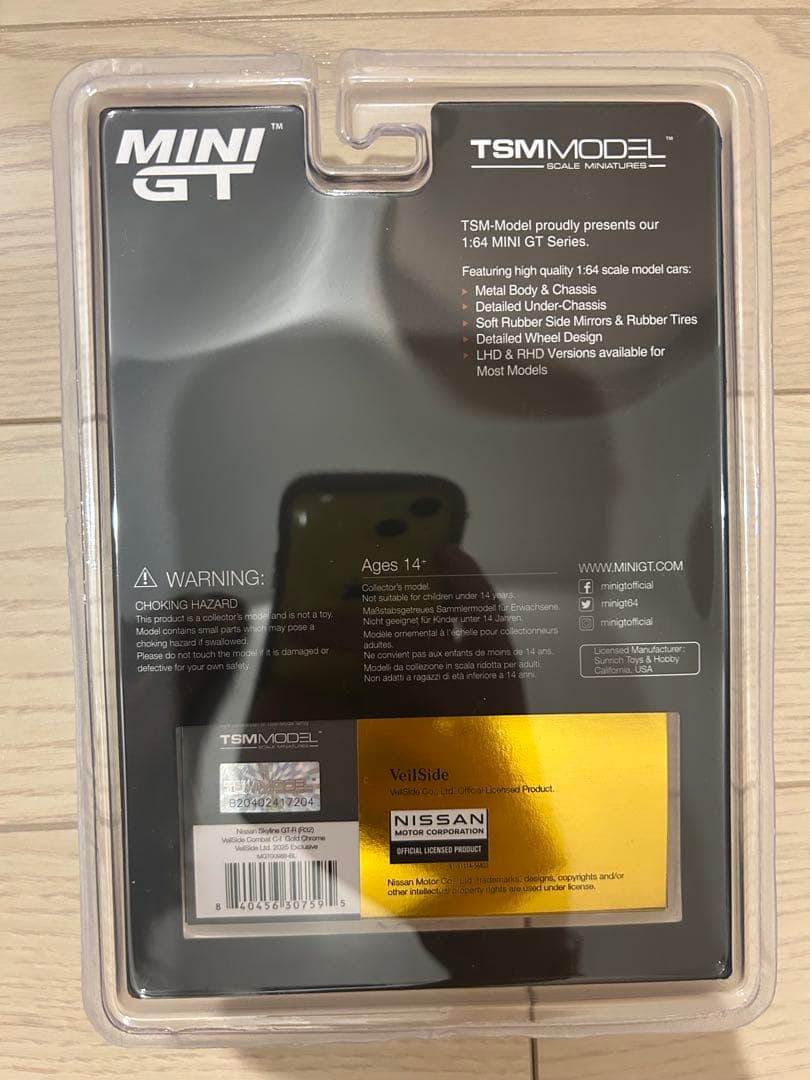 MINI GT™
TSMMODEL™
SCALE MINIATURES
TSM-Model proudly presents our
1:64 MINI GT Series.
Featuring high quality 1:64 scale model cars:
Metal Body & Chassis
Detailed Under-Chassis
Soft Rubber Side Mirrors & Rubber Tires
Detailed Wheel Design
LHD & RHD Versions available for
Most Models
WARNING:
CHOKING HAZARD
This product is a collector's model and is not a toy.
Model contains small parts which may pose a
choking hazard if swallowed.
Please do not touch the model if it is damaged or
defective for your own safety.
Ages 14+
Collector's model.
Not suitable for children under 14 years.
Maßstabsgetreues Sammlermodell für Erwachsene.
Nicht geeignet für Kinder unter 14 Jahren.
Modèle ornemental à l'échelle pour collectionneurs
adultes.
Ne convient pas aux enfants de moins de 14 ans.
Modelli da collezione in scala ridotta per adulti.
Non adatti a ragazzi di età inferiore a 14 anni.
WWW.MINIGT.COM
minigtofficial
minigt64
minigtofficial
Licensed Manufacturer:
Sunrich Toys & Hobby
California, USA
TSMMODEL
SCALE MINIATURES
TSMMODEL
B20402417204
Nissan Skyline GT-R (R32)
VeilSide Combat C-I Gold Chrome
VeilSide Ltd. 2025 Exclusive
MGT00988-BL
8 40456 30759 5
VeilSide
VeilSide Co., Ltd. Official Licensed Product.
NISSAN
MOTOR CORPORATION
OFFICIAL LICENSED PRODUCT
Nissan Motor Co., Ltd. trademarks, designs, copyrights and/or
other intellectual property rights are used under license.